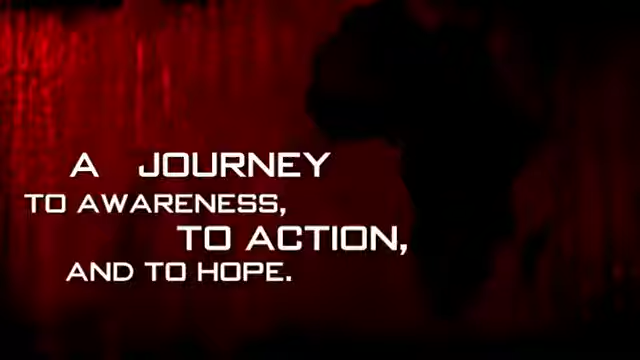 A JOURNEY
TO AWARENESS,
TO ACTION,
AND TO HOPE.